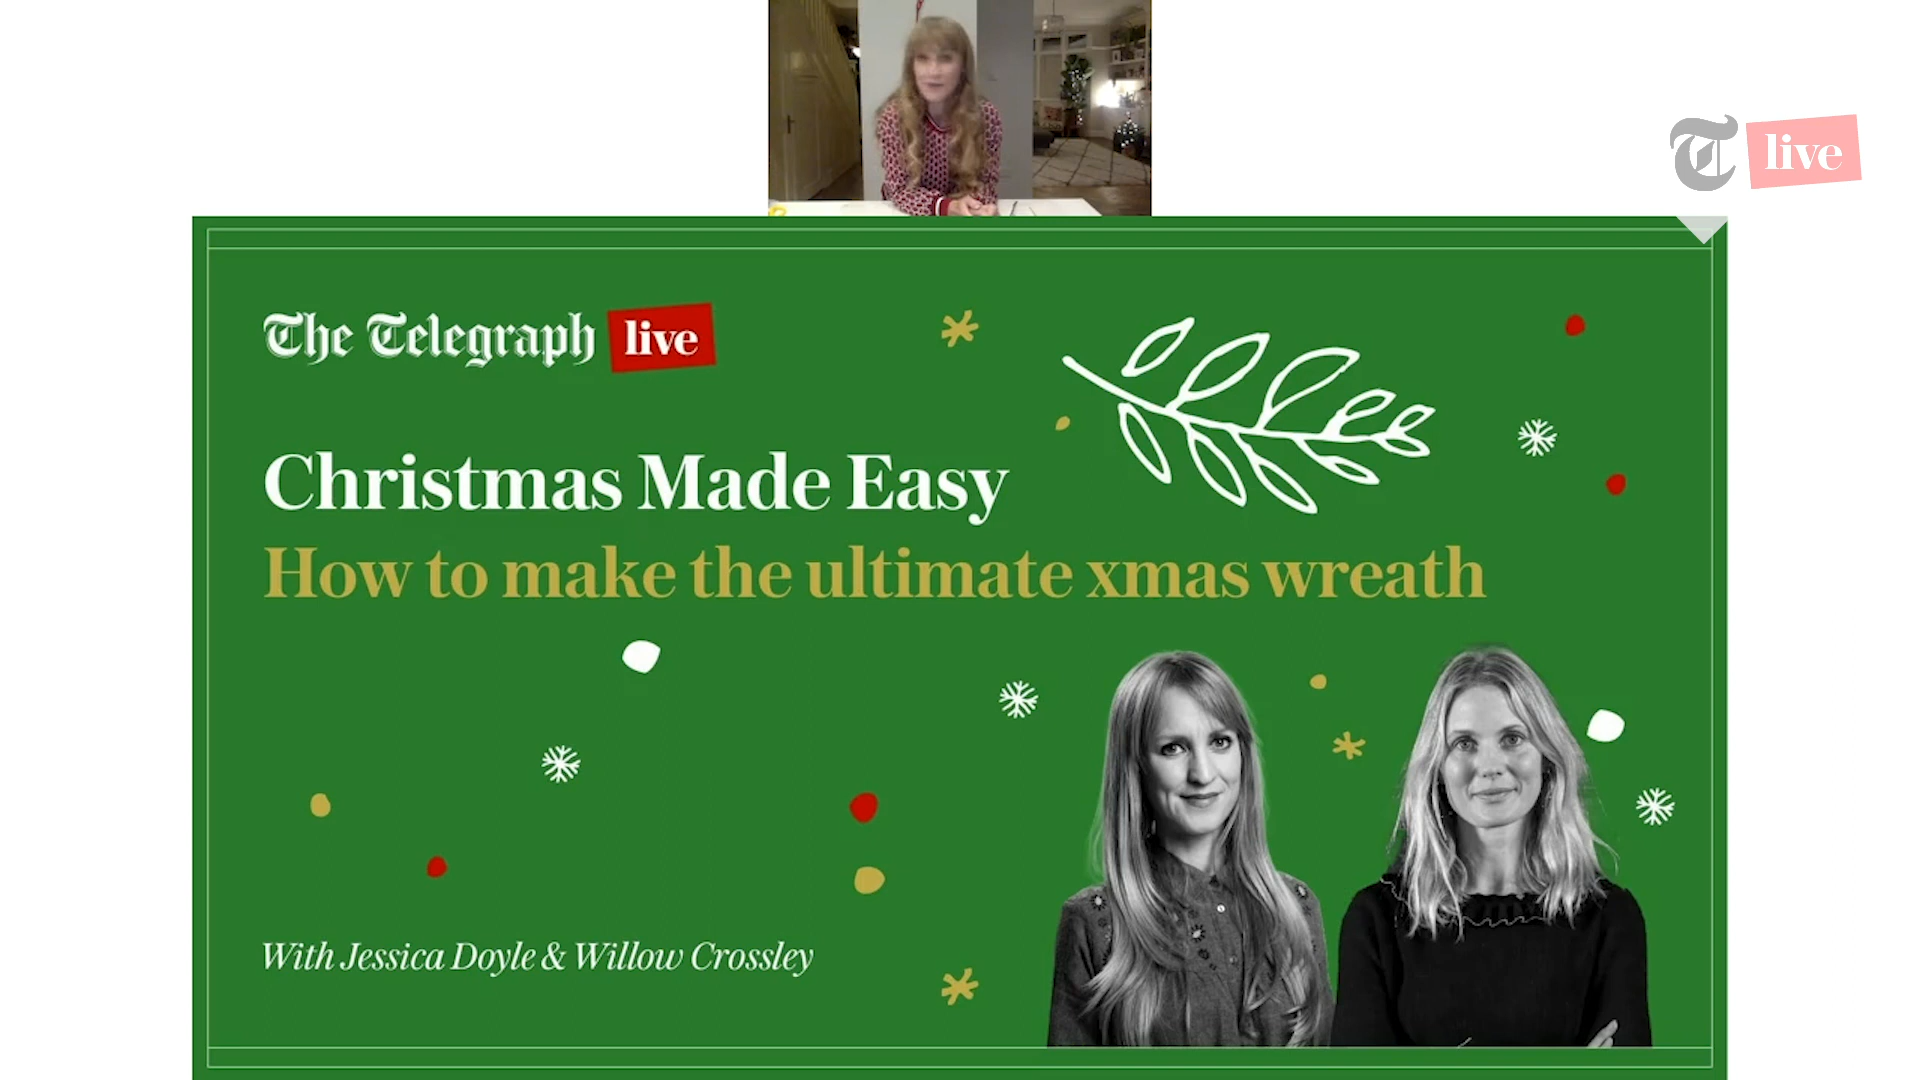 T live
The Telegraph live
Christmas Made Easy
How to make the ultimate xmas wreath
With Jessica Doyle & Willow Crossley